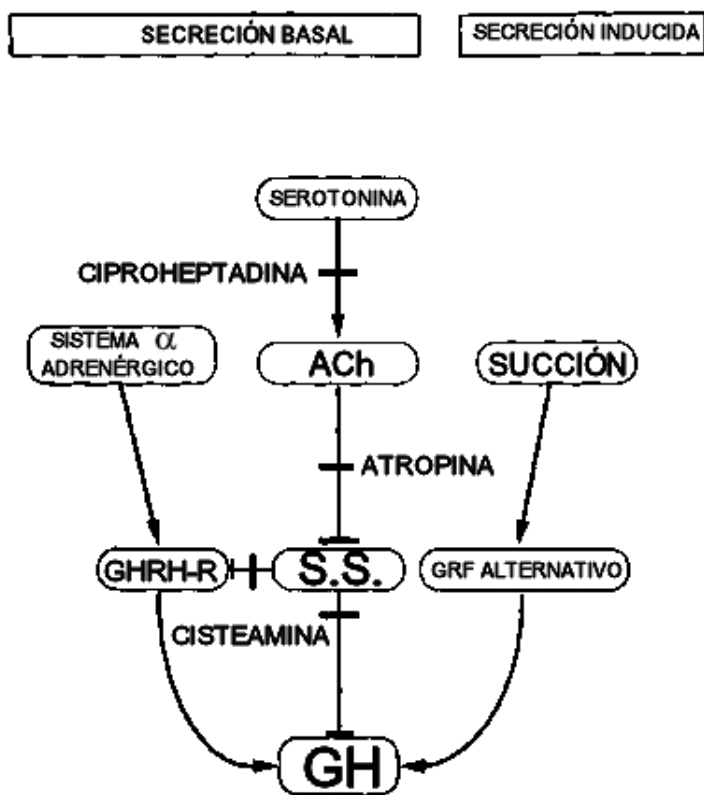 SECRECIÓN BASAL
SECRECIÓN INDUCIDA
SEROTONINA
CIPROHEPTADINA
SISTEMA α
ADRENÉRGICO
ACh
SUCCIÓN
ATROPINA
GHRH-R
S.S.
GRF ALTERNATIVO
CISTEAMINA
GH